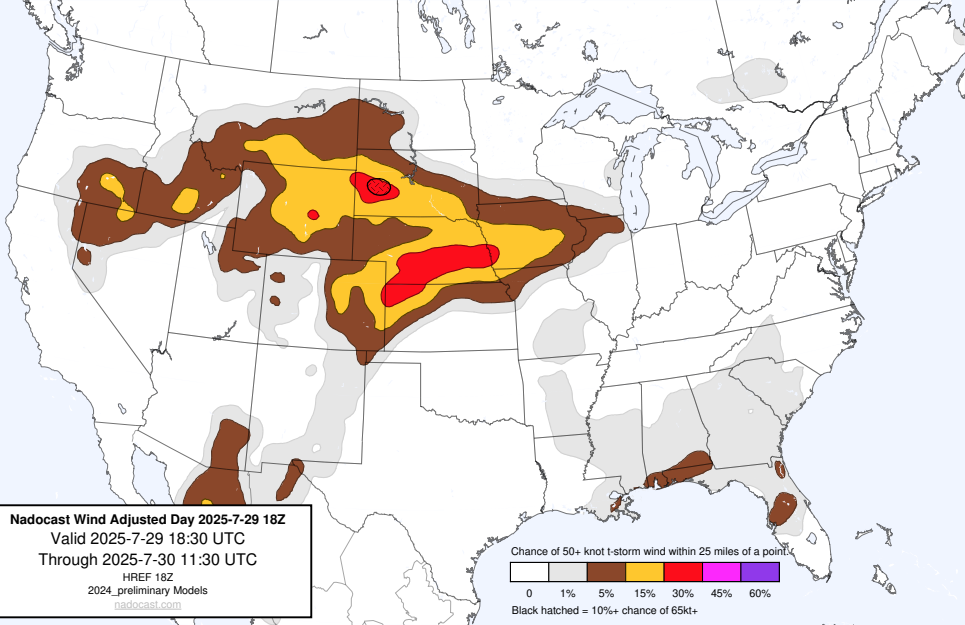 Nadocast Wind Adjusted Day 2025-7-29 18Z
Valid 2025-7-29 18:30 UTC
Through 2025-7-30 11:30 UTC
HREF 18Z
2024_preliminary Models
nadocast.com
Chance of 50+ knot t-storm wind within 25 miles of a point.
0 1% 5% 15% 30% 45% 60%
Black hatched = 10%+ chance of 65kt+